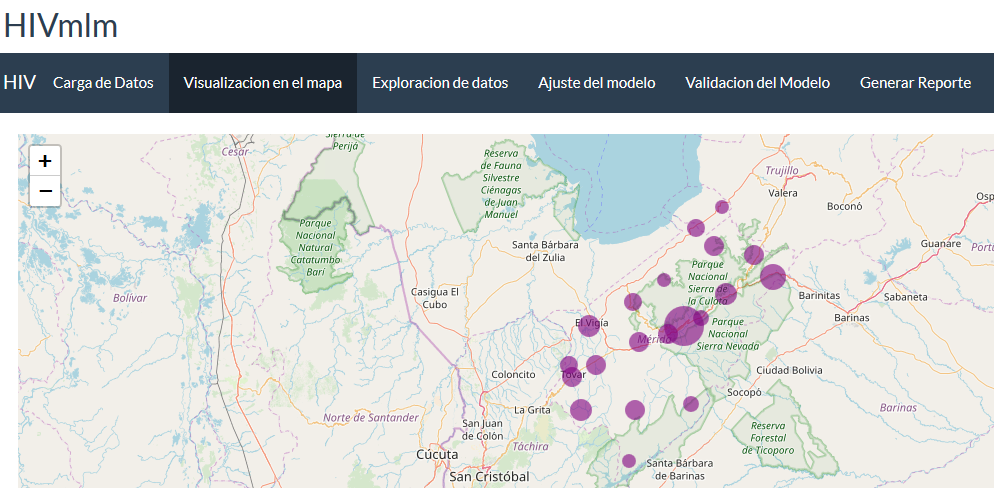 HIVmlm
HIV Carga de Datos Visualizacion en el mapa Exploracion de datos Ajuste del modelo Validacion del Modelo Generar Reporte
+
−
Sierra de
Perijá
Cesar
Reserva
de Fauna
Silvestre
Ciénagas
de Juan
Manuel
Trujillo
Valera
Boconó
Parque
Nacional
Natural
Catatumbo
Barí
Santa Bárbara
del Zulia
Guanare
Bolívar
Casigua El
Cubo
Parque
Nacional
Sierra de
la Culata
Barinitas
Sabaneta
Barinas
El Vigía
Mérida
Parque
Nacional
Sierra Nevada
Coloncito
Tovar
Ciudad Bolivia
Socopó
La Grita
Norte de Santander
San Juan
de Colón
Táchira
Barinas
Reserva
Forestal
de Ticoporo
Cúcuta
San Cristóbal
Santa Bárbara
de Barinas